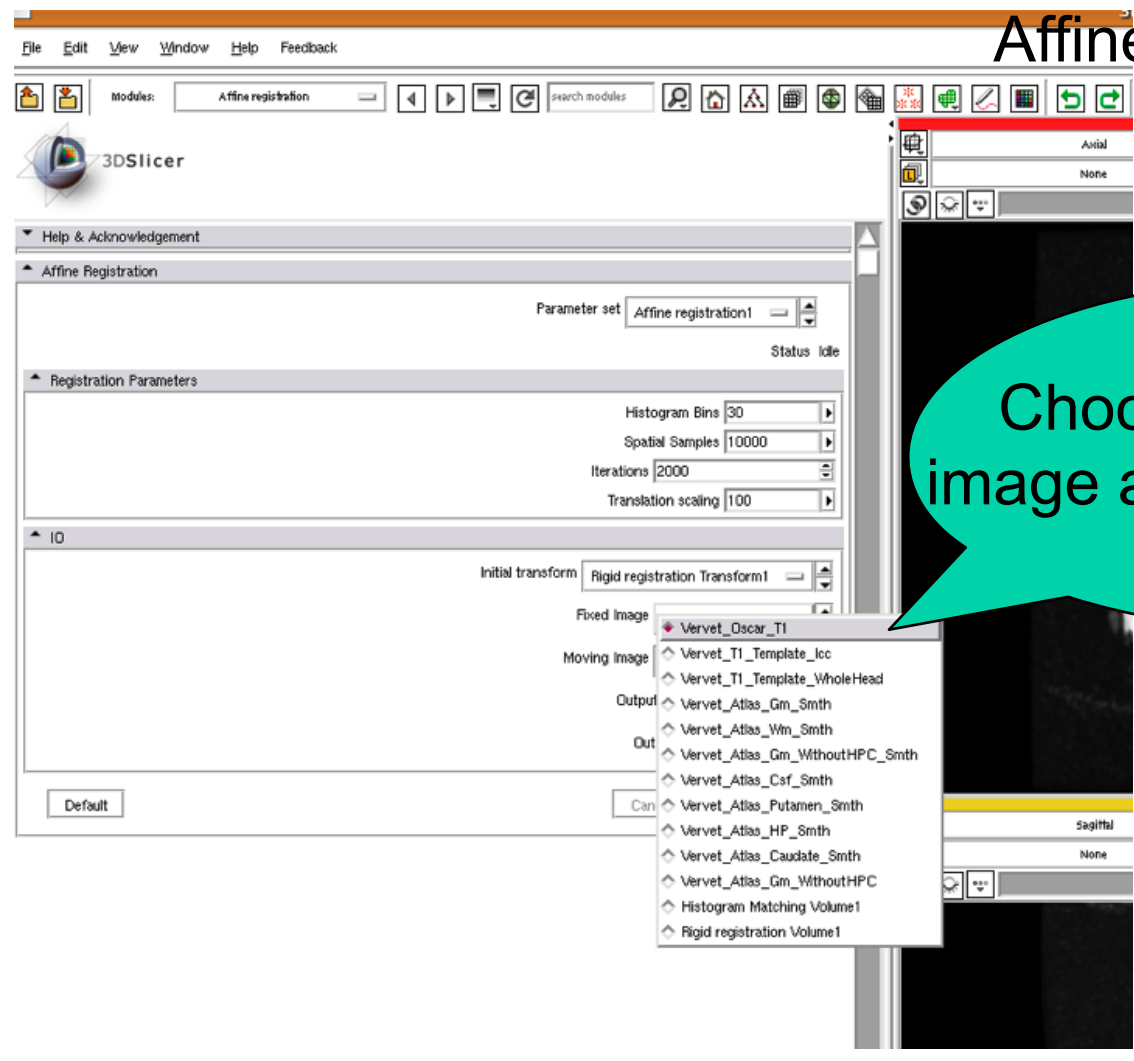 Affine
File Edit View Window Help Feedback
Modules: Affine registration search modules
3DSlicer
Axial
None
Help & Acknowledgement
Affine Registration
Parameter set Affine registration1
Status Idle
Registration Parameters
Histogram Bins 30
Spatial Samples 10000
Iterations 2000
Translation scaling 100
IO
Initial transform Rigid registration Transform1
Fixed Image
Moving Image
Output
Out
Default
Can
Vervet_Oscar_T1
Vervet_T1_Template_Icc
Vervet_T1_Template_WholeHead
Vervet_Atlas_Gm_Smth
Vervet_Atlas_Wm_Smth
Vervet_Atlas_Gm_WithoutHPC_Smth
Vervet_Atlas_Csf_Smth
Vervet_Atlas_Putamen_Smth
Vervet_Atlas_HP_Smth
Vervet_Atlas_Caudate_Smth
Vervet_Atlas_Gm_WithoutHPC
Histogram Matching Volume1
Rigid registration Volume1
image
Sagittal
None